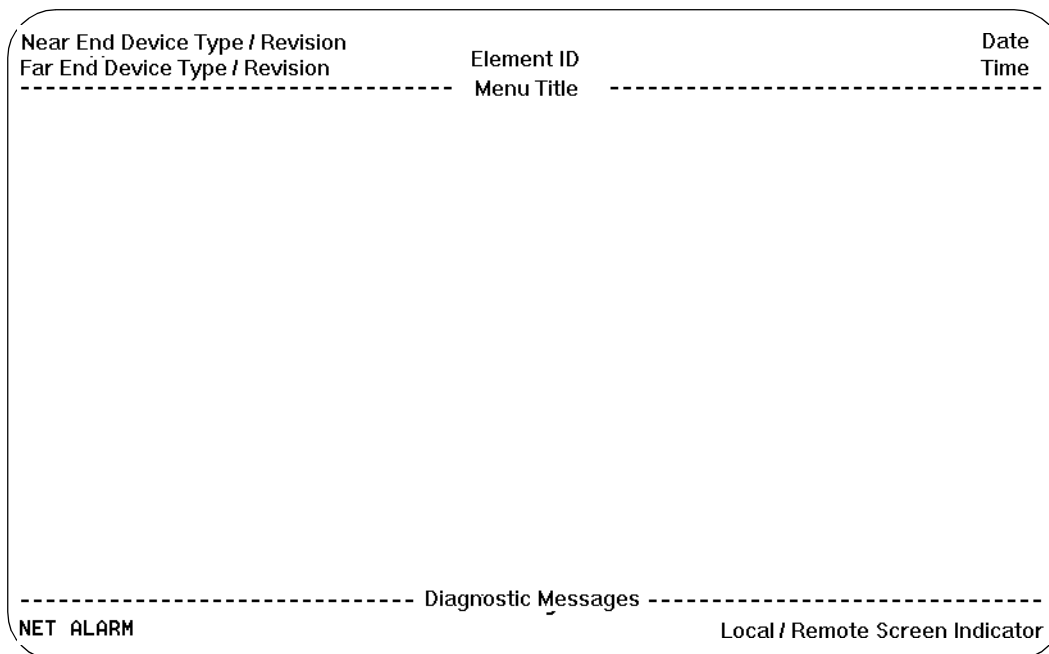 Near End Device Type / Revision
Element ID
Date
Far End Device Type / Revision
Time
---------------------------------- Menu Title ----------------------------------
------------------------------- Diagnostic Messages -------------------------------
NET ALARM
Local / Remote Screen Indicator